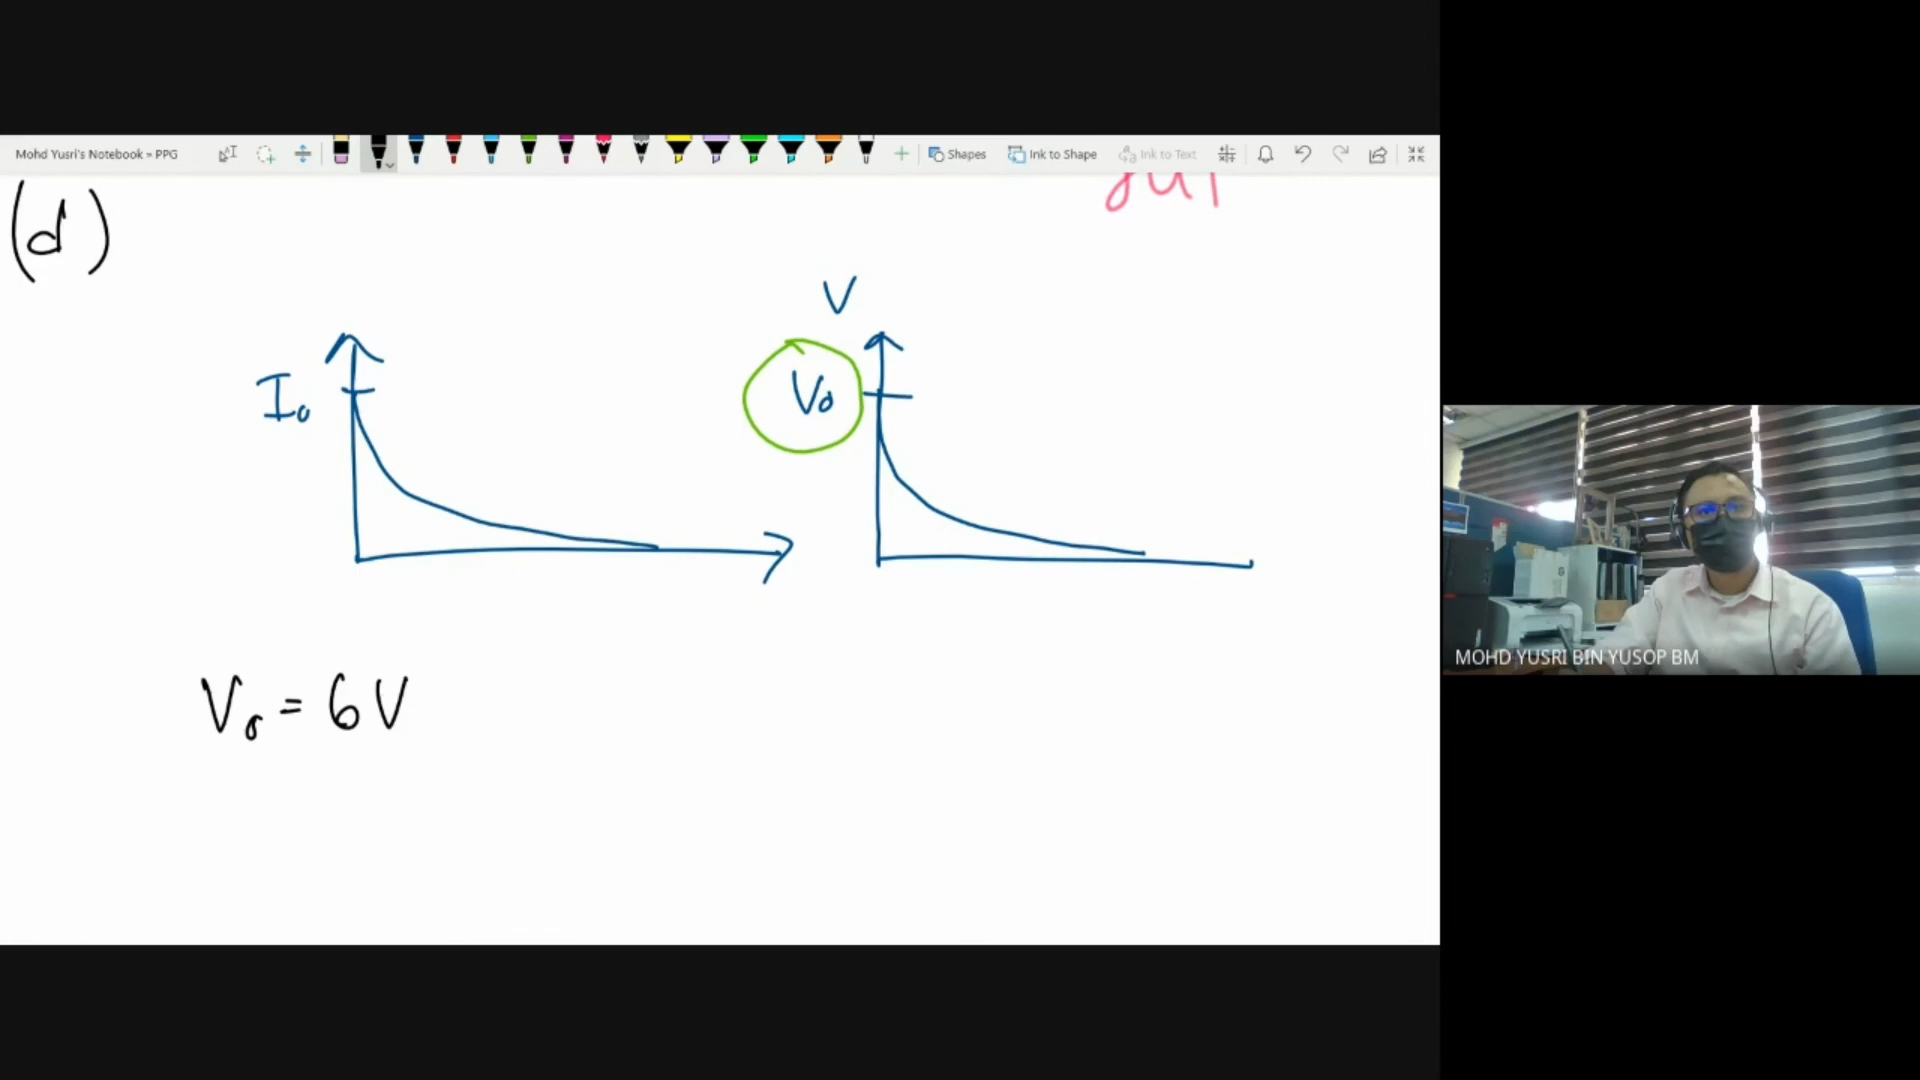 Mohd Yusri's Notebook » PPG
Shapes
Ink to Shape
Ink to Text
(d)
V
I₀
V₀
V₀ = 6V
MOHD YUSRI BIN YUSOP BM